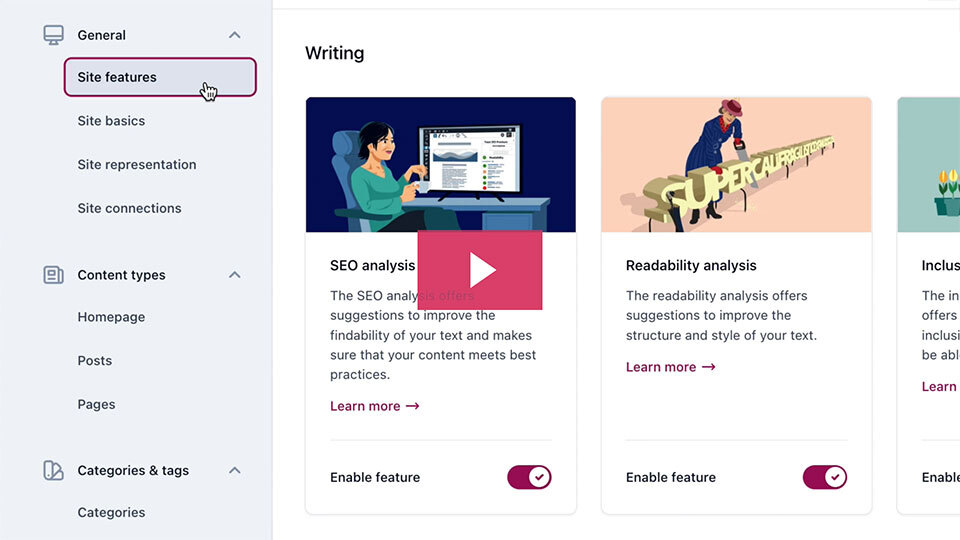 General
Site features
Site basics
Site representation
Site connections
Content types
Homepage
Posts
Pages
Categories & tags
Categories
Writing
SEO analysis
The SEO analysis offers
suggestions to improve the
findability of your text and makes
sure that your content meets best
practices.
Learn more →
Enable feature
SUPERCALIFRIGILISTICO
Readability analysis
The readability analysis offers
suggestions to improve the
structure and style of your text.
Learn more →
Enable feature
Inclus
The in
offers
inclusi
be abl
Learn
Enabl